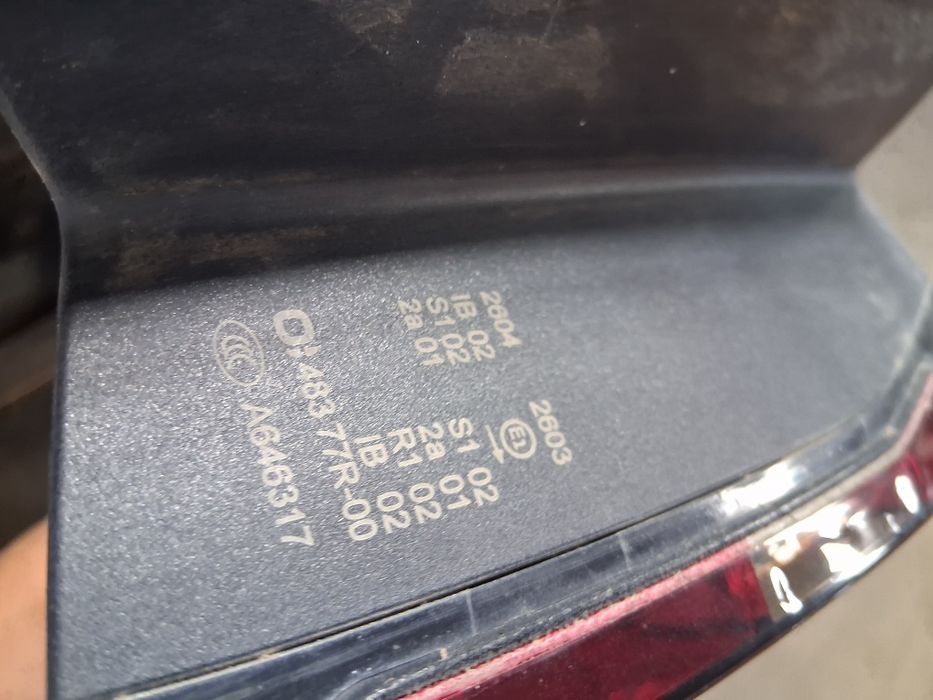 2603
E1
S1 02
2a 01
R1 02
IB 02
2604
IB 02
S1 02
2a 01
483 77R-00
CCC
A646317